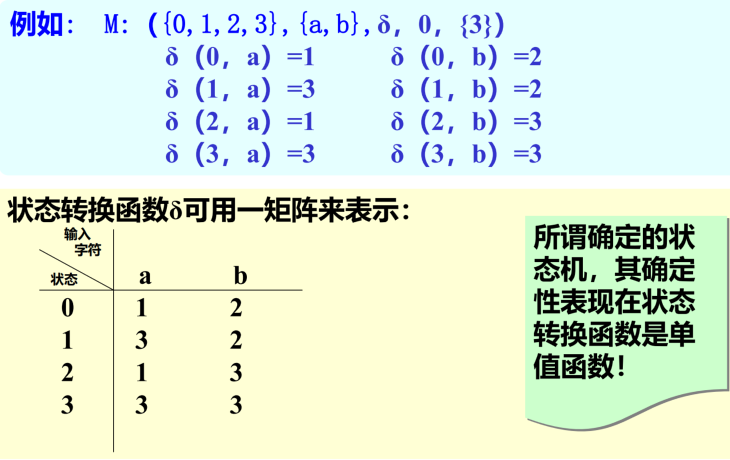 例如： M:（{0,1,2,3},{a,b},δ，0，{3}）
δ（0，a）=1 δ（0，b）=2
δ（1，a）=3 δ（1，b）=2
δ（2，a）=1 δ（2，b）=3
δ（3，a）=3 δ（3，b）=3
状态转换函数δ可用一矩阵来表示：
输入
字符
状态 a b
0 1 2
1 3 2
2 1 3
3 3 3
所谓确定的状
态机，其确定
性表现在状态
转换函数是单
值函数！